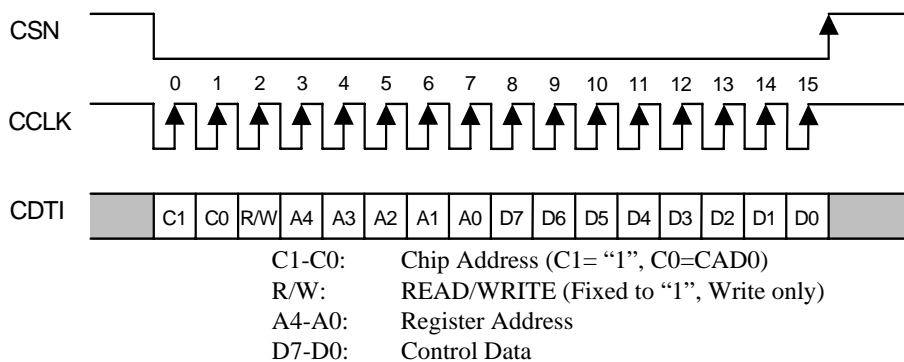 CSN
0 1 2 3 4 5 6 7 8 9 10 11 12 13 14 15
CCLK
CDTI C1 C0 R/W A4 A3 A2 A1 A0 D7 D6 D5 D4 D3 D2 D1 D0
C1-C0: Chip Address (C1= “1”, C0=CAD0)
R/W: READ/WRITE (Fixed to “1”, Write only)
A4-A0: Register Address
D7-D0: Control Data